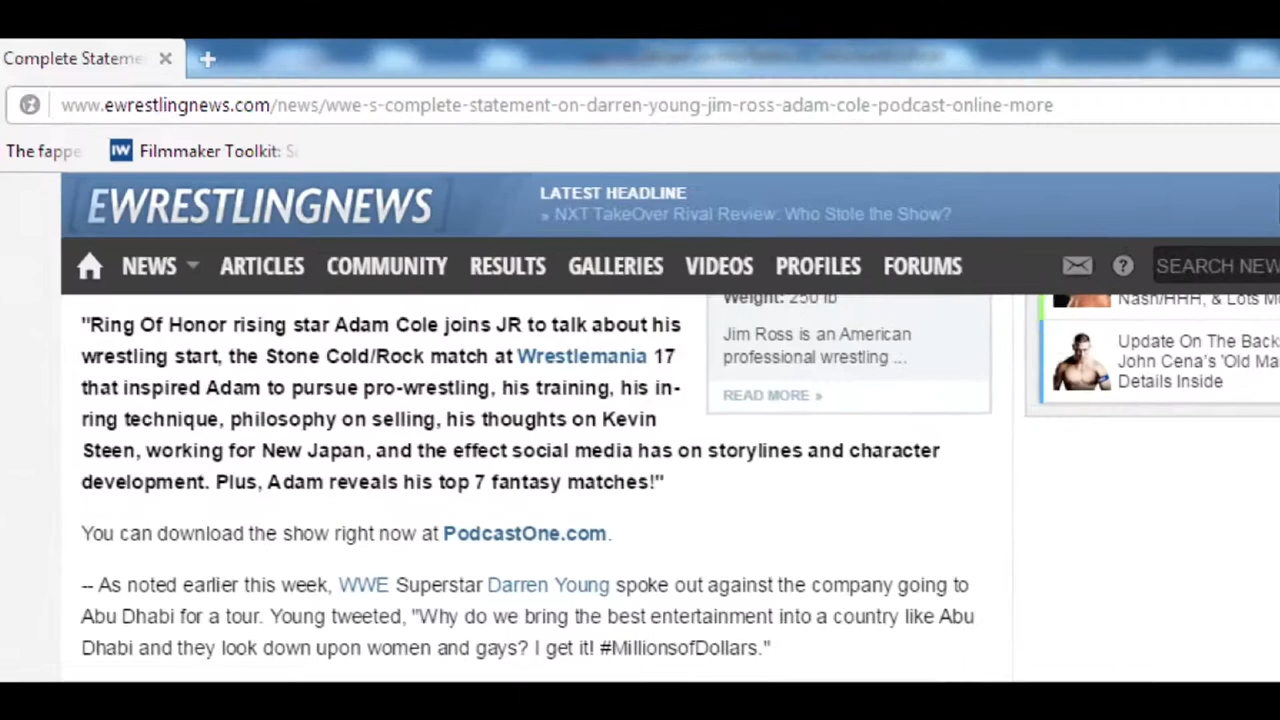 Complete Stateme
www.ewrestlingnews.com/news/wwe-s-complete-statement-on-darren-young-jim-ross-adam-cole-podcast-online-more
The fappe
IW Filmmaker Toolkit: S
EWRESTLINGNEWS
LATEST HEADLINE
» NXT TakeOver Rival Review: Who Stole the Show?
NEWS ARTICLES COMMUNITY RESULTS GALLERIES VIDEOS PROFILES FORUMS
? SEARCH NEW
"Ring Of Honor rising star Adam Cole joins JR to talk about his
wrestling start, the Stone Cold/Rock match at Wrestlemania 17
that inspired Adam to pursue pro-wrestling, his training, his in-
ring technique, philosophy on selling, his thoughts on Kevin
Steen, working for New Japan, and the effect social media has on storylines and character
development. Plus, Adam reveals his top 7 fantasy matches!"
You can download the show right now at PodcastOne.com.
-- As noted earlier this week, WWE Superstar Darren Young spoke out against the company going to
Abu Dhabi for a tour. Young tweeted, "Why do we bring the best entertainment into a country like Abu
Dhabi and they look down upon women and gays? I get it! #MillionsofDollars."
Weight: 250 lb
Jim Ross is an American
professional wrestling ...
READ MORE »
Nash/HHH, & Lots M
Update On The Backs
John Cena's 'Old Ma
Details Inside